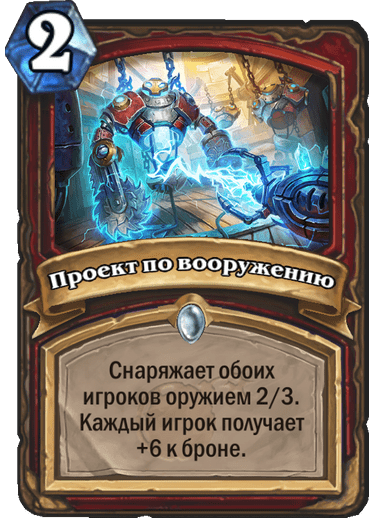 2
Проект по вооружению
Снаряжает обоих
игроков оружием 2/3.
Каждый игрок получает
+6 к броне.